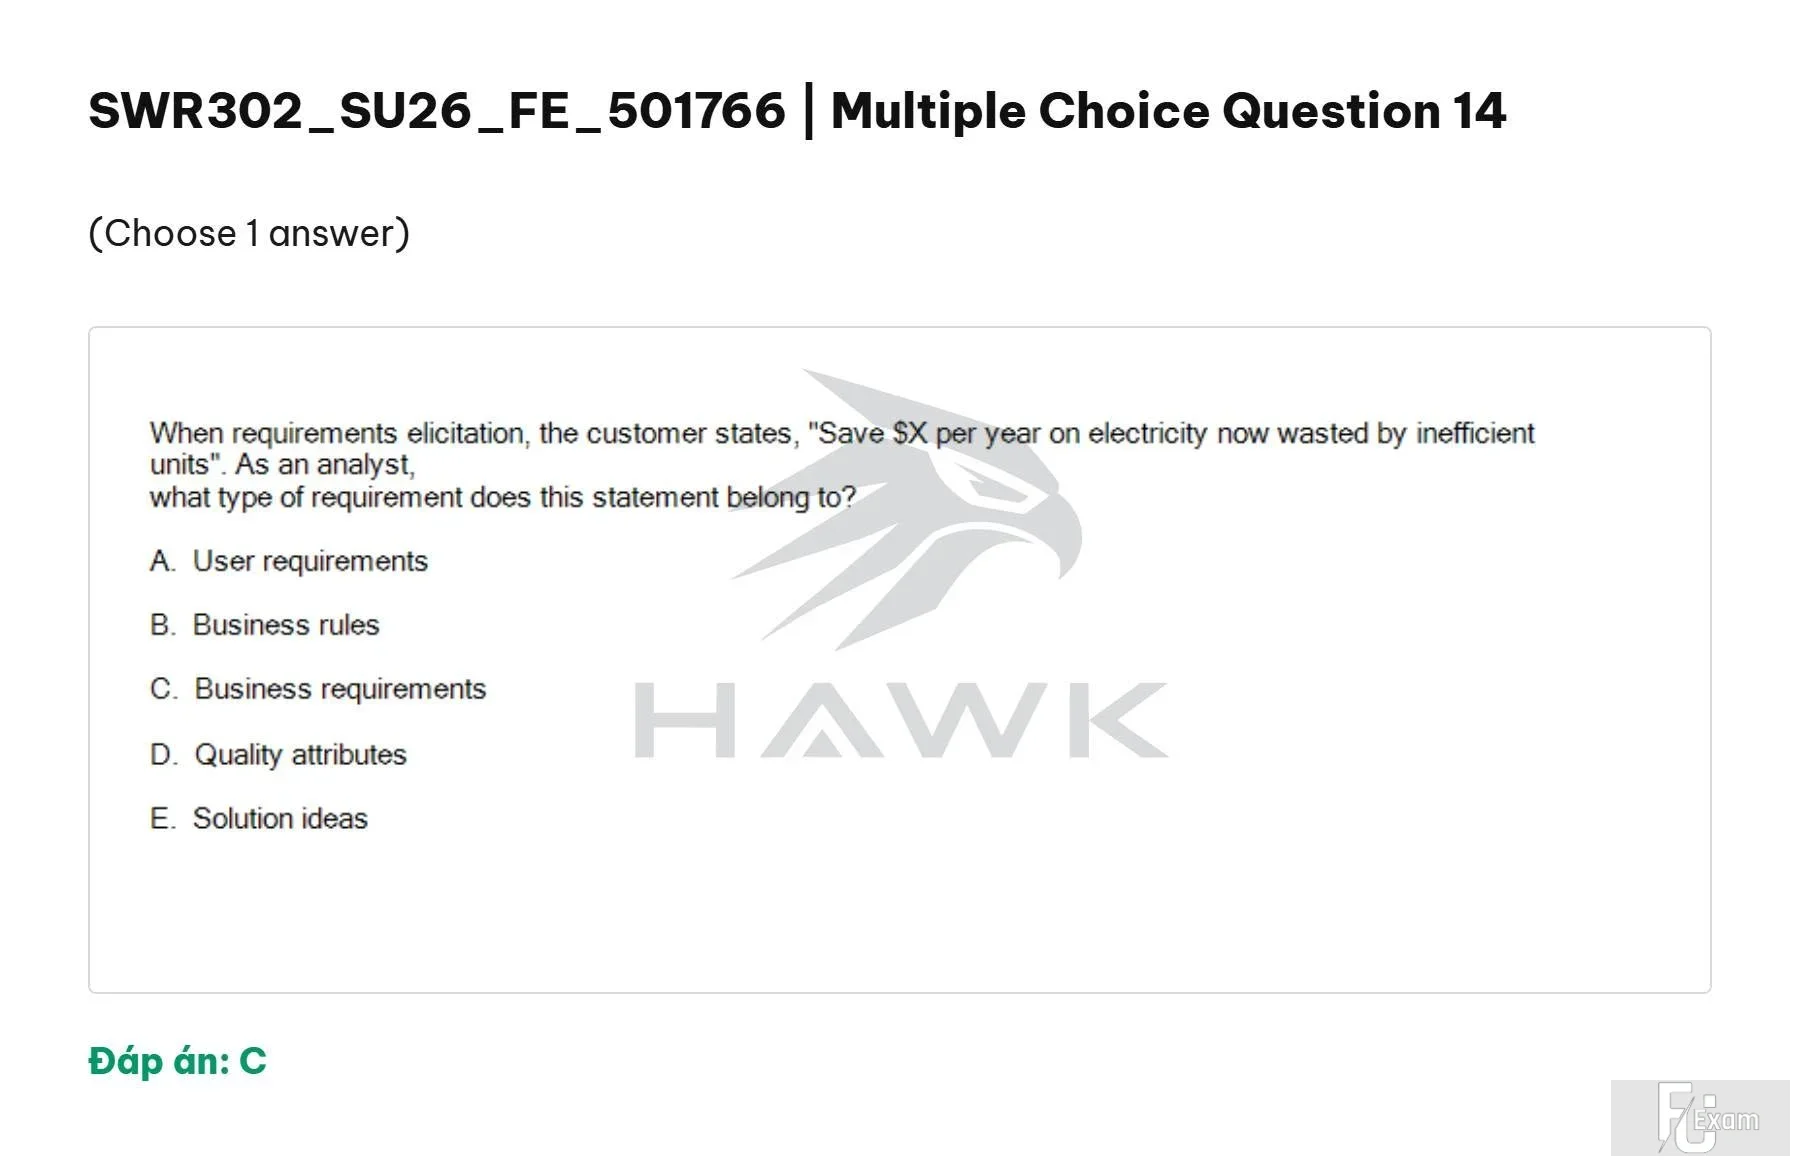 SWR302_SU26_FE_501766 | Multiple Choice Question 14
(Choose 1 answer)
When requirements elicitation, the customer states, "Save $X per year on electricity now wasted by inefficient
units". As an analyst,
what type of requirement does this statement belong to?
A. User requirements
B. Business rules
C. Business requirements
D. Quality attributes
E. Solution ideas
HAWK
Đáp án: C
Exam